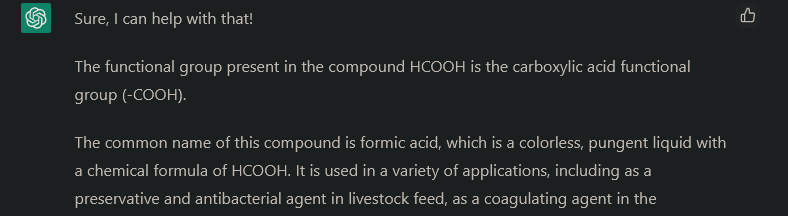 Sure, I can help with that!
The functional group present in the compound HCOOH is the carboxylic acid functional
group (-COOH).
The common name of this compound is formic acid, which is a colorless, pungent liquid with
a chemical formula of HCOOH. It is used in a variety of applications, including as a
preservative and antibacterial agent in livestock feed, as a coagulating agent in the